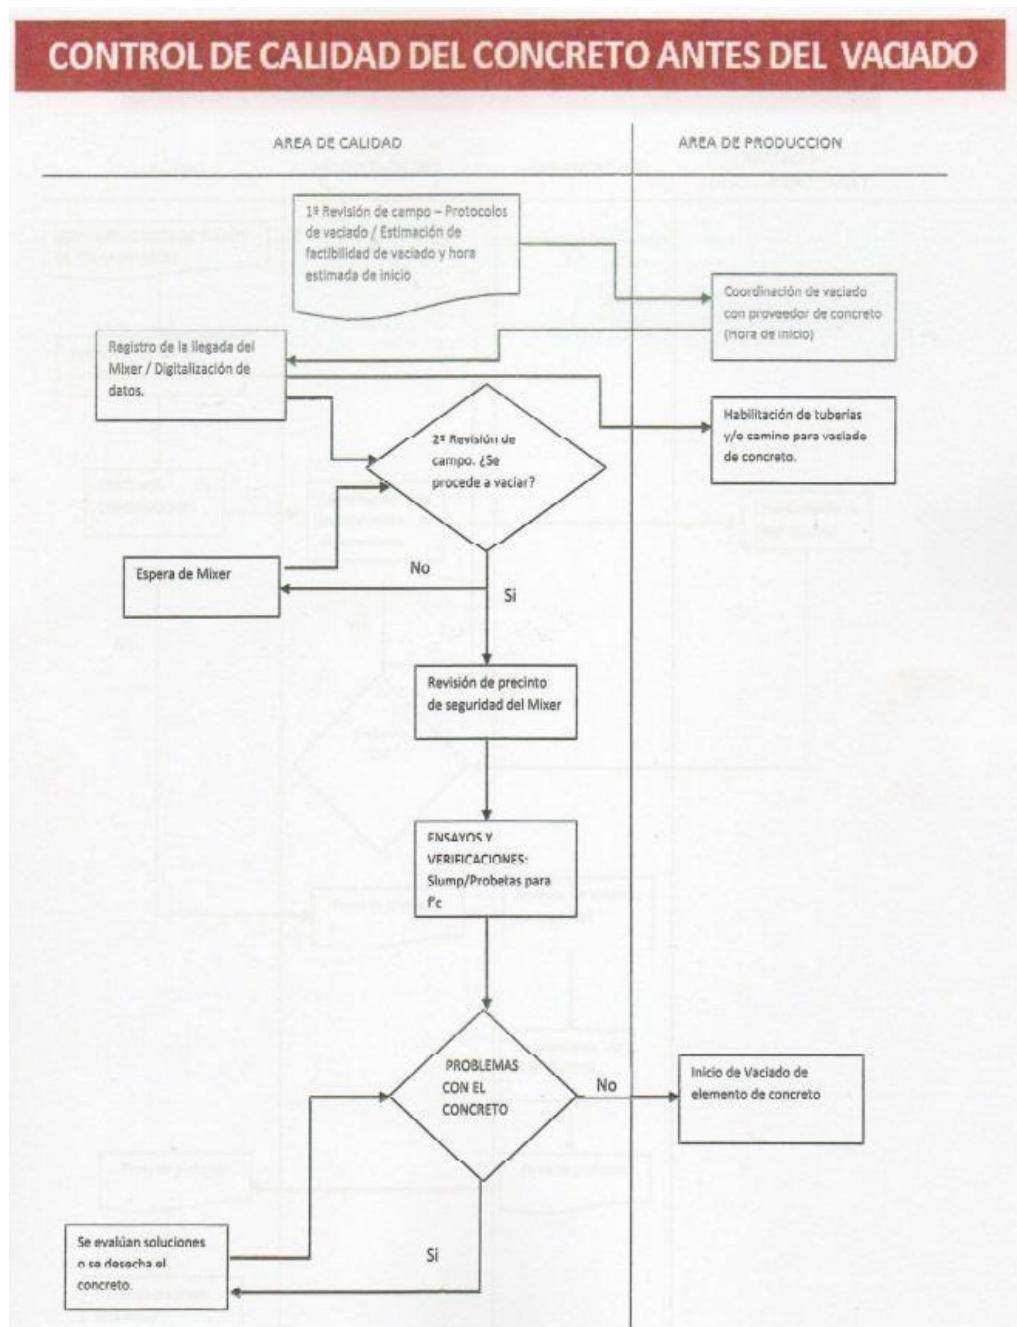 CONTROL DE CALIDAD DEL CONCRETO ANTES DEL VACIADO
AREA DE CALIDAD
AREA DE PRODUCCION
1º Revisión de campo – Protocolos
de vaciado / Estimación de
factibilidad de vaciado y hora
estimada de inicio
Coordinación de vaciado
con proveedor de concreto
(Hora de inicio)
Registro de la llegada del
Mixer / Digitalización de
datos.
Habilitación de tuberías
y/o camino para vaciado
de concreto.
2º Revisión de
campo. ¿Se
procede a vaciar?
Espera de Mixer
No
Si
Revisión de precinto
de seguridad del Mixer
ENSAYOS Y
VERIFICACIONES:
Slump/Probetas para
f'c
PROBLEMAS
CON EL
CONCRETO
No
Inicio de Vaciado de
elemento de concreto
Se evalúan soluciones
o se desecha el
concreto.
Si